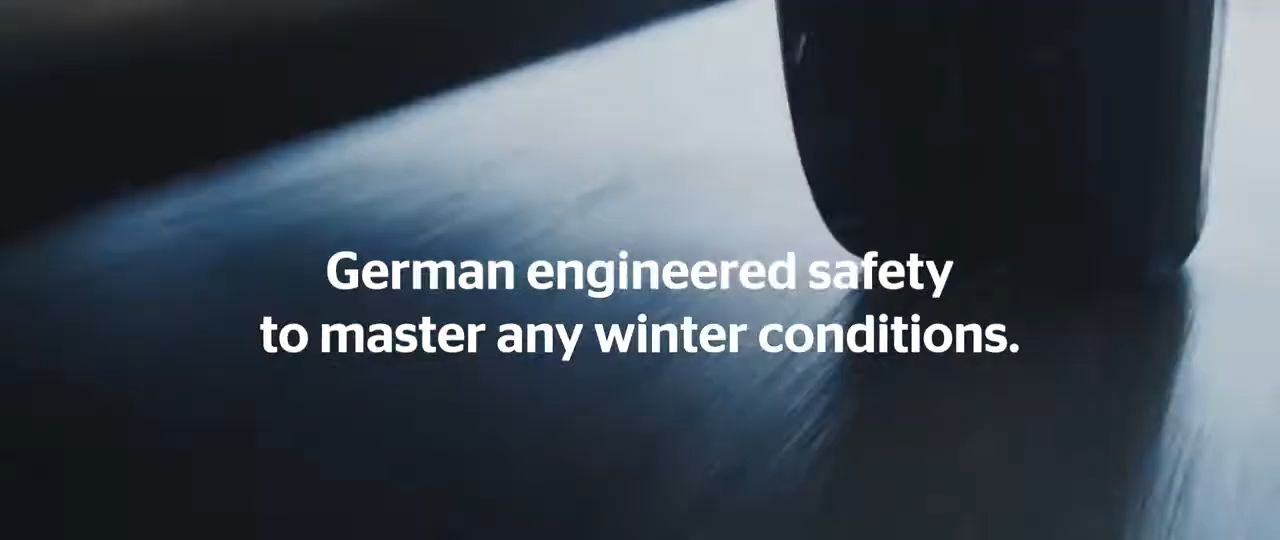 German engineered safety
to master any winter conditions.